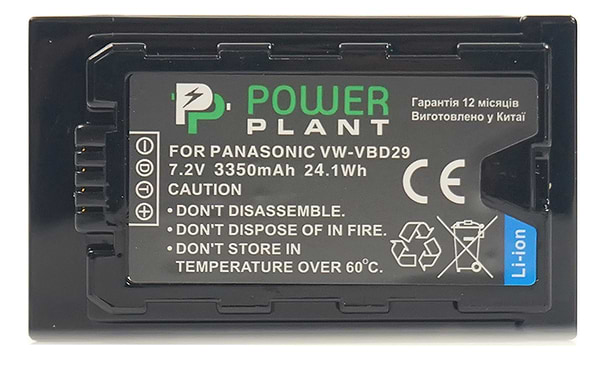 POWER
PLANT
Гарантія 12 місяців
Виготовлено у Китаї
FOR PANASONIC VW-VBD29
7.2V 3350mAh 24.1Wh
CAUTION
• DON'T DISASSEMBLE.
• DON'T DISPOSE OF IN FIRE.
• DON'T STORE IN
TEMPERATURE OVER 60°C.
CE
Li-ion